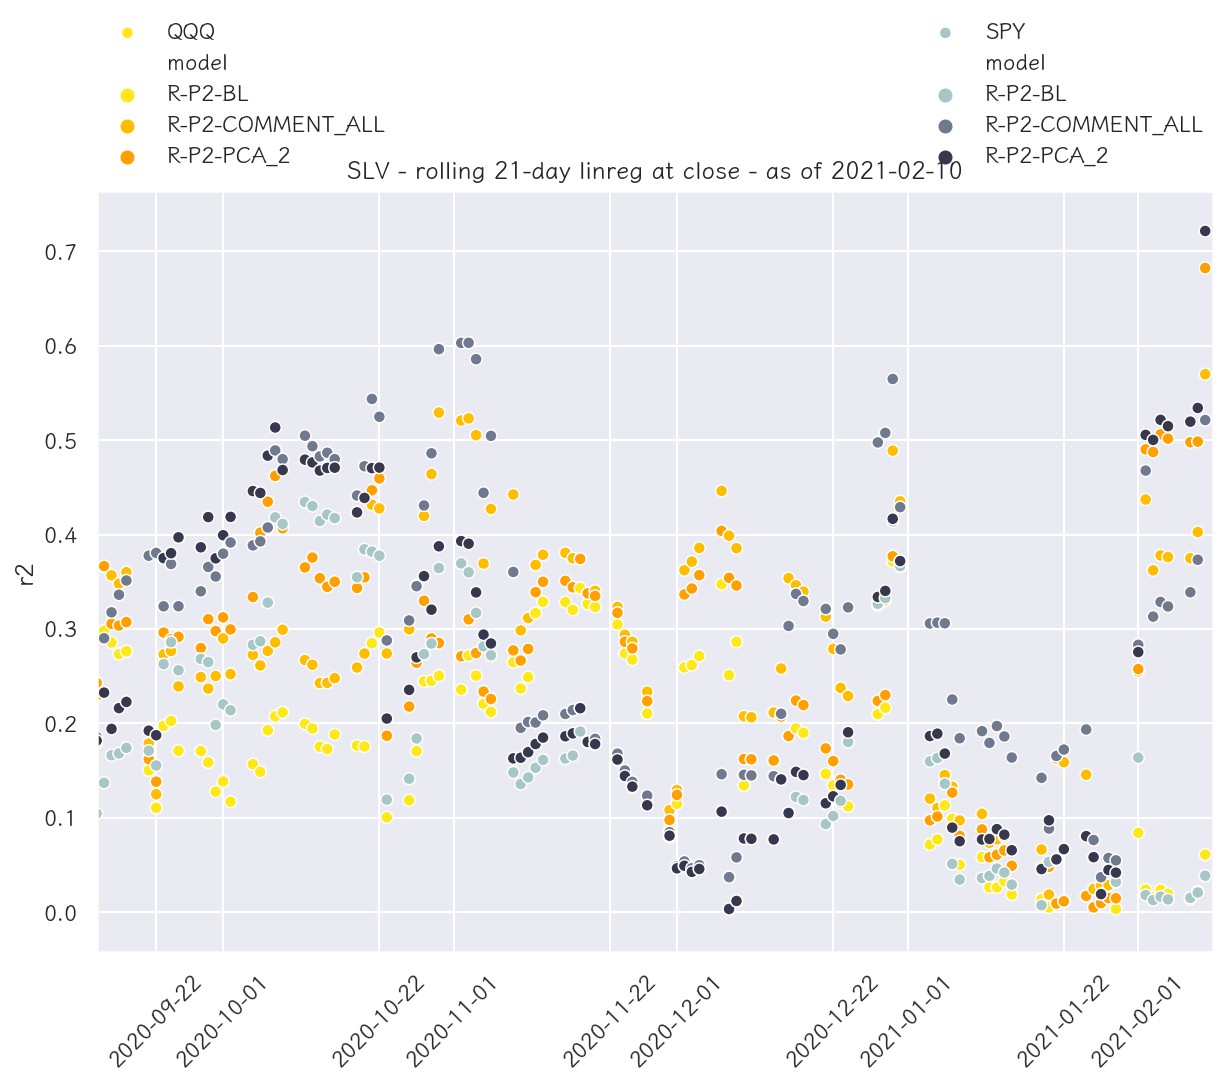 QQQ
model
R-P2-BL
R-P2-COMMENT_ALL
R-P2-PCA_2
SPY
model
R-P2-BL
R-P2-COMMENT_ALL
R-P2-PCA_2
SLV - rolling 21-day linreg at close - as of 2021-02-10
r2
0.7
0.6
0.5
0.4
0.3
0.2
0.1
0.0
2020-09-22
2020-10-01
2020-10-22
2020-11-01
2020-11-22
2020-12-01
2020-12-22
2021-01-01
2021-01-22
2021-02-01